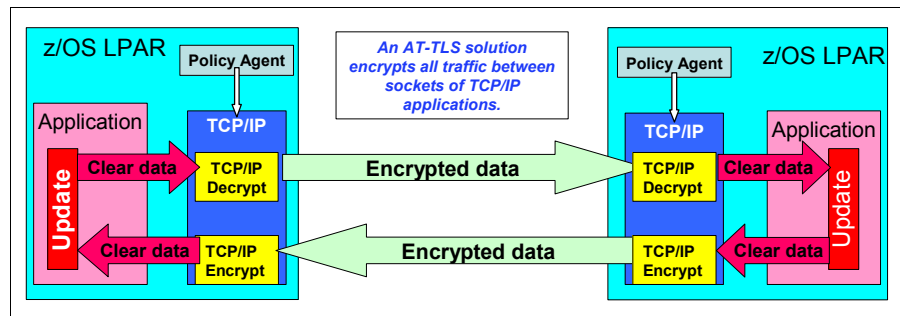 z/OS LPAR
Policy Agent
Application
TCP/IP
Update
Clear data
TCP/IP
Decrypt
Clear data
TCP/IP
Encrypt
An AT-TLS solution
encrypts all traffic between
sockets of TCP/IP
applications.
Encrypted data
Encrypted data
z/OS LPAR
Policy Agent
TCP/IP
Application
TCP/IP
Decrypt
Clear data
Update
TCP/IP
Encrypt
Clear data